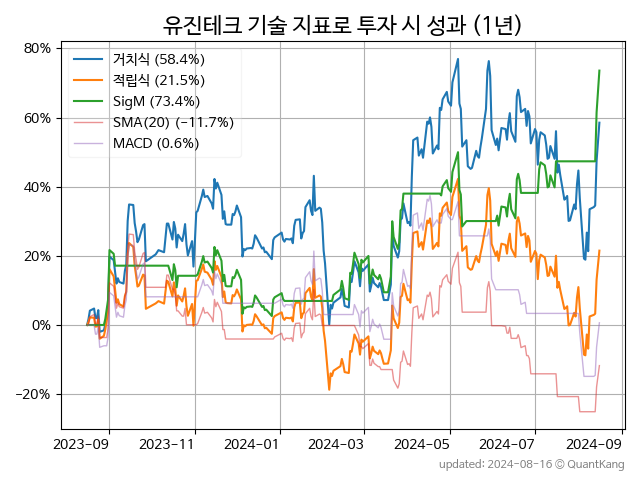 유진테크 기술 지표로 투자 시 성과 (1년)
80%
60%
40%
20%
0%
−20%
거치식 (58.4%)
적립식 (21.5%)
SigM (73.4%)
SMA(20) (−11.7%)
MACD (0.6%)
2023-09
2023-11
2024-01
2024-03
2024-05
2024-07
2024-09
updated: 2024-08-16 © QuantKang